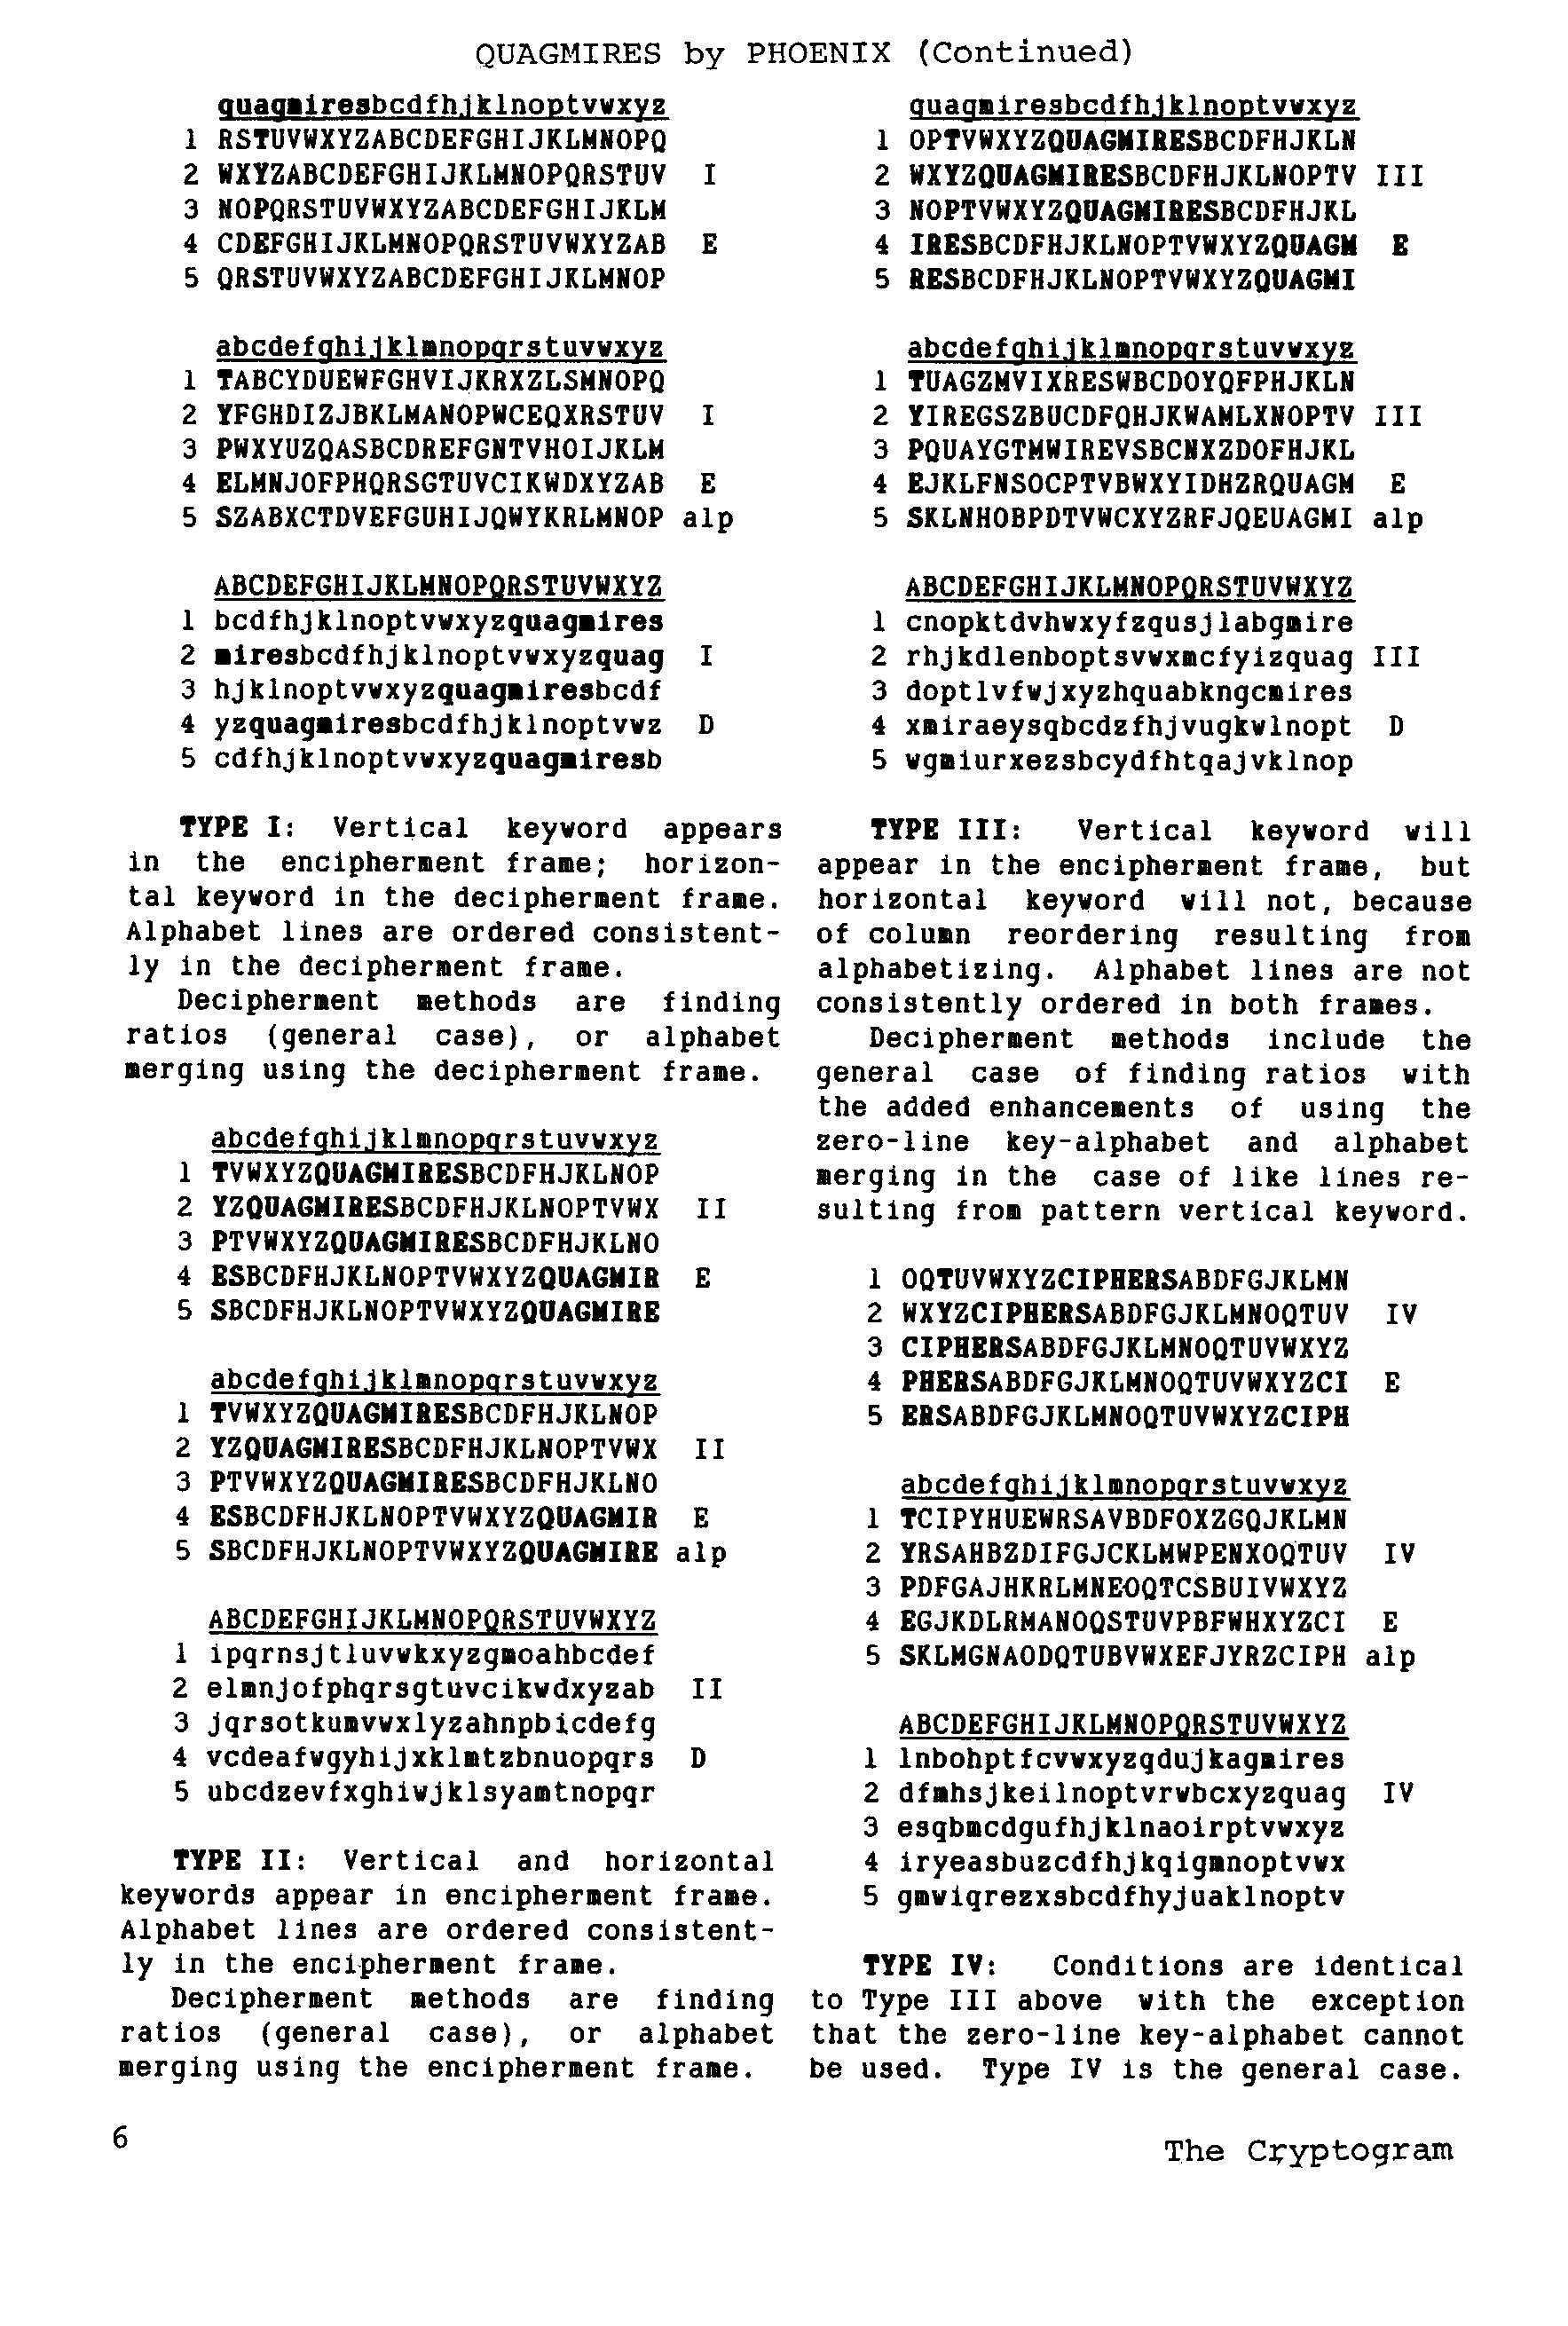 QUAGMIRES by PHOENIX (Continued)
quagmiresbcdfhjklnoptvwxyz
1 RSTUVWXYZABCDEFGHIJKLMNOPQ
2 WXYZABCDEFGHIJKLMNOPQRSTUV I
3 NOPQRSTUVWXYZABCDEFGHIJKLM
4 CDEFGHIJKLMNOPQRSTUVWXYZAB E
5 QRSTUVWXYZABCDEFGHIJKLMNOP
abcdefghijklmnopqrstuvwxyz
1 TABCYDUEWFGHVIJKRXZLSMNOPQ
2 YFGHDIZJBKLMANOPWCEQXRSTUV I
3 PWXYUZQASBCDREFGNTVHOIJKLM
4 ELMNJOFPHQRSGTUVCIKWDXYZAB E
5 SZABXCTDVEFGUHIJQWYKRLMNOP alp
ABCDEFGHIJKLMNOPQRSTUVWXYZ
1 bcdfhjklnoptvwxyzquagmires
2 miresbcdfhjklnoptvwxyzquag I
3 hjklnoptvwxyzquagmiresbcdf
4 yzquagmiresbcdfhjklnoptvwz D
5 cdfhjklnoptvwxyzquagmiresb
TYPE I: Vertical keyword appears
in the encipherment frame; horizon-
tal keyword in the decipherment frame.
Alphabet lines are ordered consistent-
ly in the decipherment frame.
Decipherment methods are finding
ratios (general case), or alphabet
merging using the decipherment frame.
abcdefghijklmnopqrstuvwxyz
1 TVWXYZQUAGMIRESBCDFHJKLNOP
2 YZQUAGMIRESBCDFHJKLNOPTVWX II
3 PTVWXYZQUAGMIRESBCDFHJKLNO
4 ESBCDFHJKLNOPTVWXYZQUAGMIR E
5 SBCDFHJKLNOPTVWXYZQUAGMIRE
abcdefghijklmnopqrstuvwxyz
1 TVWXYZQUAGMIRESBCDFHJKLNOP
2 YZQUAGMIRESBCDFHJKLNOPTVWX II
3 PTVWXYZQUAGMIRESBCDFHJKLNO
4 ESBCDFHJKLNOPTVWXYZQUAGMIR E
5 SBCDFHJKLNOPTVWXYZQUAGMIRE alp
ABCDEFGHIJKLMNOPQRSTUVWXYZ
1 ipqrnsjtluvwkxyzgmoahbcdef
2 elmnjofphqrsgtuvcikwdxyzab II
3 jqrsotkumvwxlyzahnpbicdefg
4 vcdeafwgyhijxklmtzbnuopqrs D
5 ubcdzevfxghiwjklsyamtnopqr
TYPE II: Vertical and horizontal
keywords appear in encipherment frame.
Alphabet lines are ordered consistent-
ly in the encipherment frame.
Decipherment methods are finding
ratios (general case), or alphabet
merging using the encipherment frame.
quagmiresbcdfhjklnoptvwxyz
1 OPTVWXYZQUAGMIRESBCDFHJKLN
2 WXYZQUAGMIRESBCDFHJKLNOPTV III
3 NOPTVWXYZQUAGMIRESBCDFHJKL
4 IRESBCDFHJKLNOPTVWXYZQUAGM E
5 RESBCDFHJKLNOPTVWXYZQUAGMI
abcdefghijklmnopqrstuvwxyz
1 TUAGZMVIXRESWBCDOYQFPHJKLN
2 YIREGSZBUCDFQHJKWAMLXNOPTV III
3 PQUAYGTMWIREVSBCNXZDOFHJKL
4 EJKLFNSOCPTVBWXYIDHZRQUAGM E
5 SKLNHOBPDTVWCXYZRFJQEUAGMI alp
ABCDEFGHIJKLMNOPQRSTUVWXYZ
1 cnopktdvhwxyfzqusjlabgmire
2 rhjkdlenboptsvwxmcfyizquag III
3 doptlvfwjxyzhquabkngcmires
4 xmiraeysqbcdzfhjvugkwlnopt D
5 wgmiurxezsbcydfhtqajvklnop
TYPE III: Vertical keyword will
appear in the encipherment frame, but
horizontal keyword will not, because
of column reordering resulting from
alphabetizing. Alphabet lines are not
consistently ordered in both frames.
Decipherment methods include the
general case of finding ratios with
the added enhancements of using the
zero-line key-alphabet and alphabet
merging in the case of like lines re-
sulting from pattern vertical keyword.
1 OQTUVWXYZCIPHERSABDFGJKLMN
2 WXYZCIPHERSABDFGJKLMNOQTUV IV
3 CIPHERSABDFGJKLMNOQTUVWXYZ
4 PHERSABDFGJKLMNOQTUVWXYZCI E
5 ERSABDFGJKLMNOQTUVWXYZCIPH
abcdefghijklmnopqrstuvwxyz
1 TCIPYHUEWRSAVBDFOXZGQJKLMN
2 YRSAHBZDIFGJCKLMWPENXOQTUV IV
3 PDFGAJHKRLMNEOQTCSBUIVWXYZ
4 EGJKDLRMANOQSTUVPBFWHXYZCI E
5 SKLMGNAODQTUBVWXEFJYRZCIPH alp
ABCDEFGHIJKLMNOPQRSTUVWXYZ
1 lnbohptfcvwxyzqdujkagmires
2 dfmhsjkeilnoptvrwbcxyzquag IV
3 esqbmcdgufhjklnaoirptvwxyz
4 iryeasbuzcdfhjkqigmnoptvwx
5 gmwiqrezxsbcdfhyjuaklnoptv
TYPE IV: Conditions are identical
to Type III above with the exception
that the zero-line key-alphabet cannot
be used. Type IV is the general case.
6
The Cryptogram